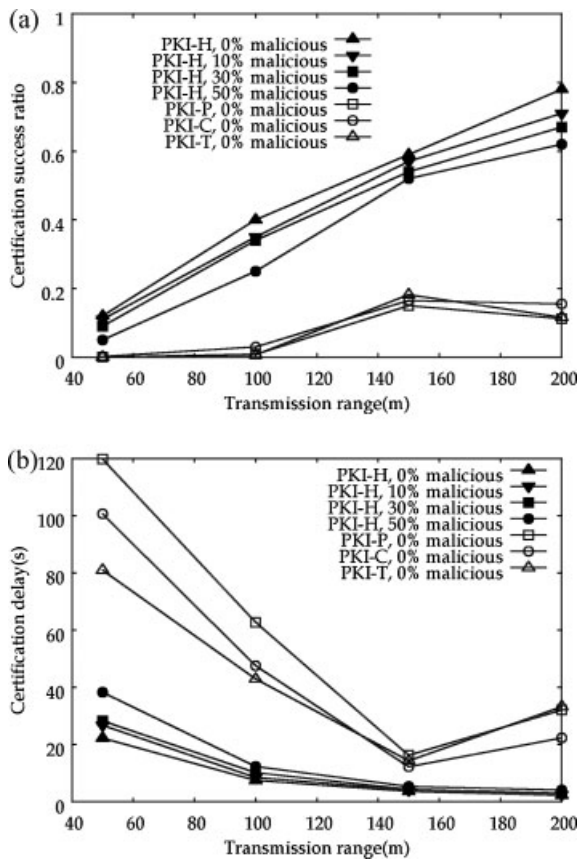 (a)
1
0.8
0.6
0.4
0.2
0
Certification success ratio
PKI-H, 0% malicious
PKI-H, 10% malicious
PKI-H, 30% malicious
PKI-H, 50% malicious
PKI-P, 0% malicious
PKI-C, 0% malicious
PKI-T, 0% malicious
40 60 80 100 120 140 160 180 200
Transmission range(m)
(b)
120
100
80
60
40
20
0
Certification delay(s)
PKI-H, 0% malicious
PKI-H, 10% malicious
PKI-H, 30% malicious
PKI-H, 50% malicious
PKI-P, 0% malicious
PKI-C, 0% malicious
PKI-T, 0% malicious
40 60 80 100 120 140 160 180 200
Transmission range(m)